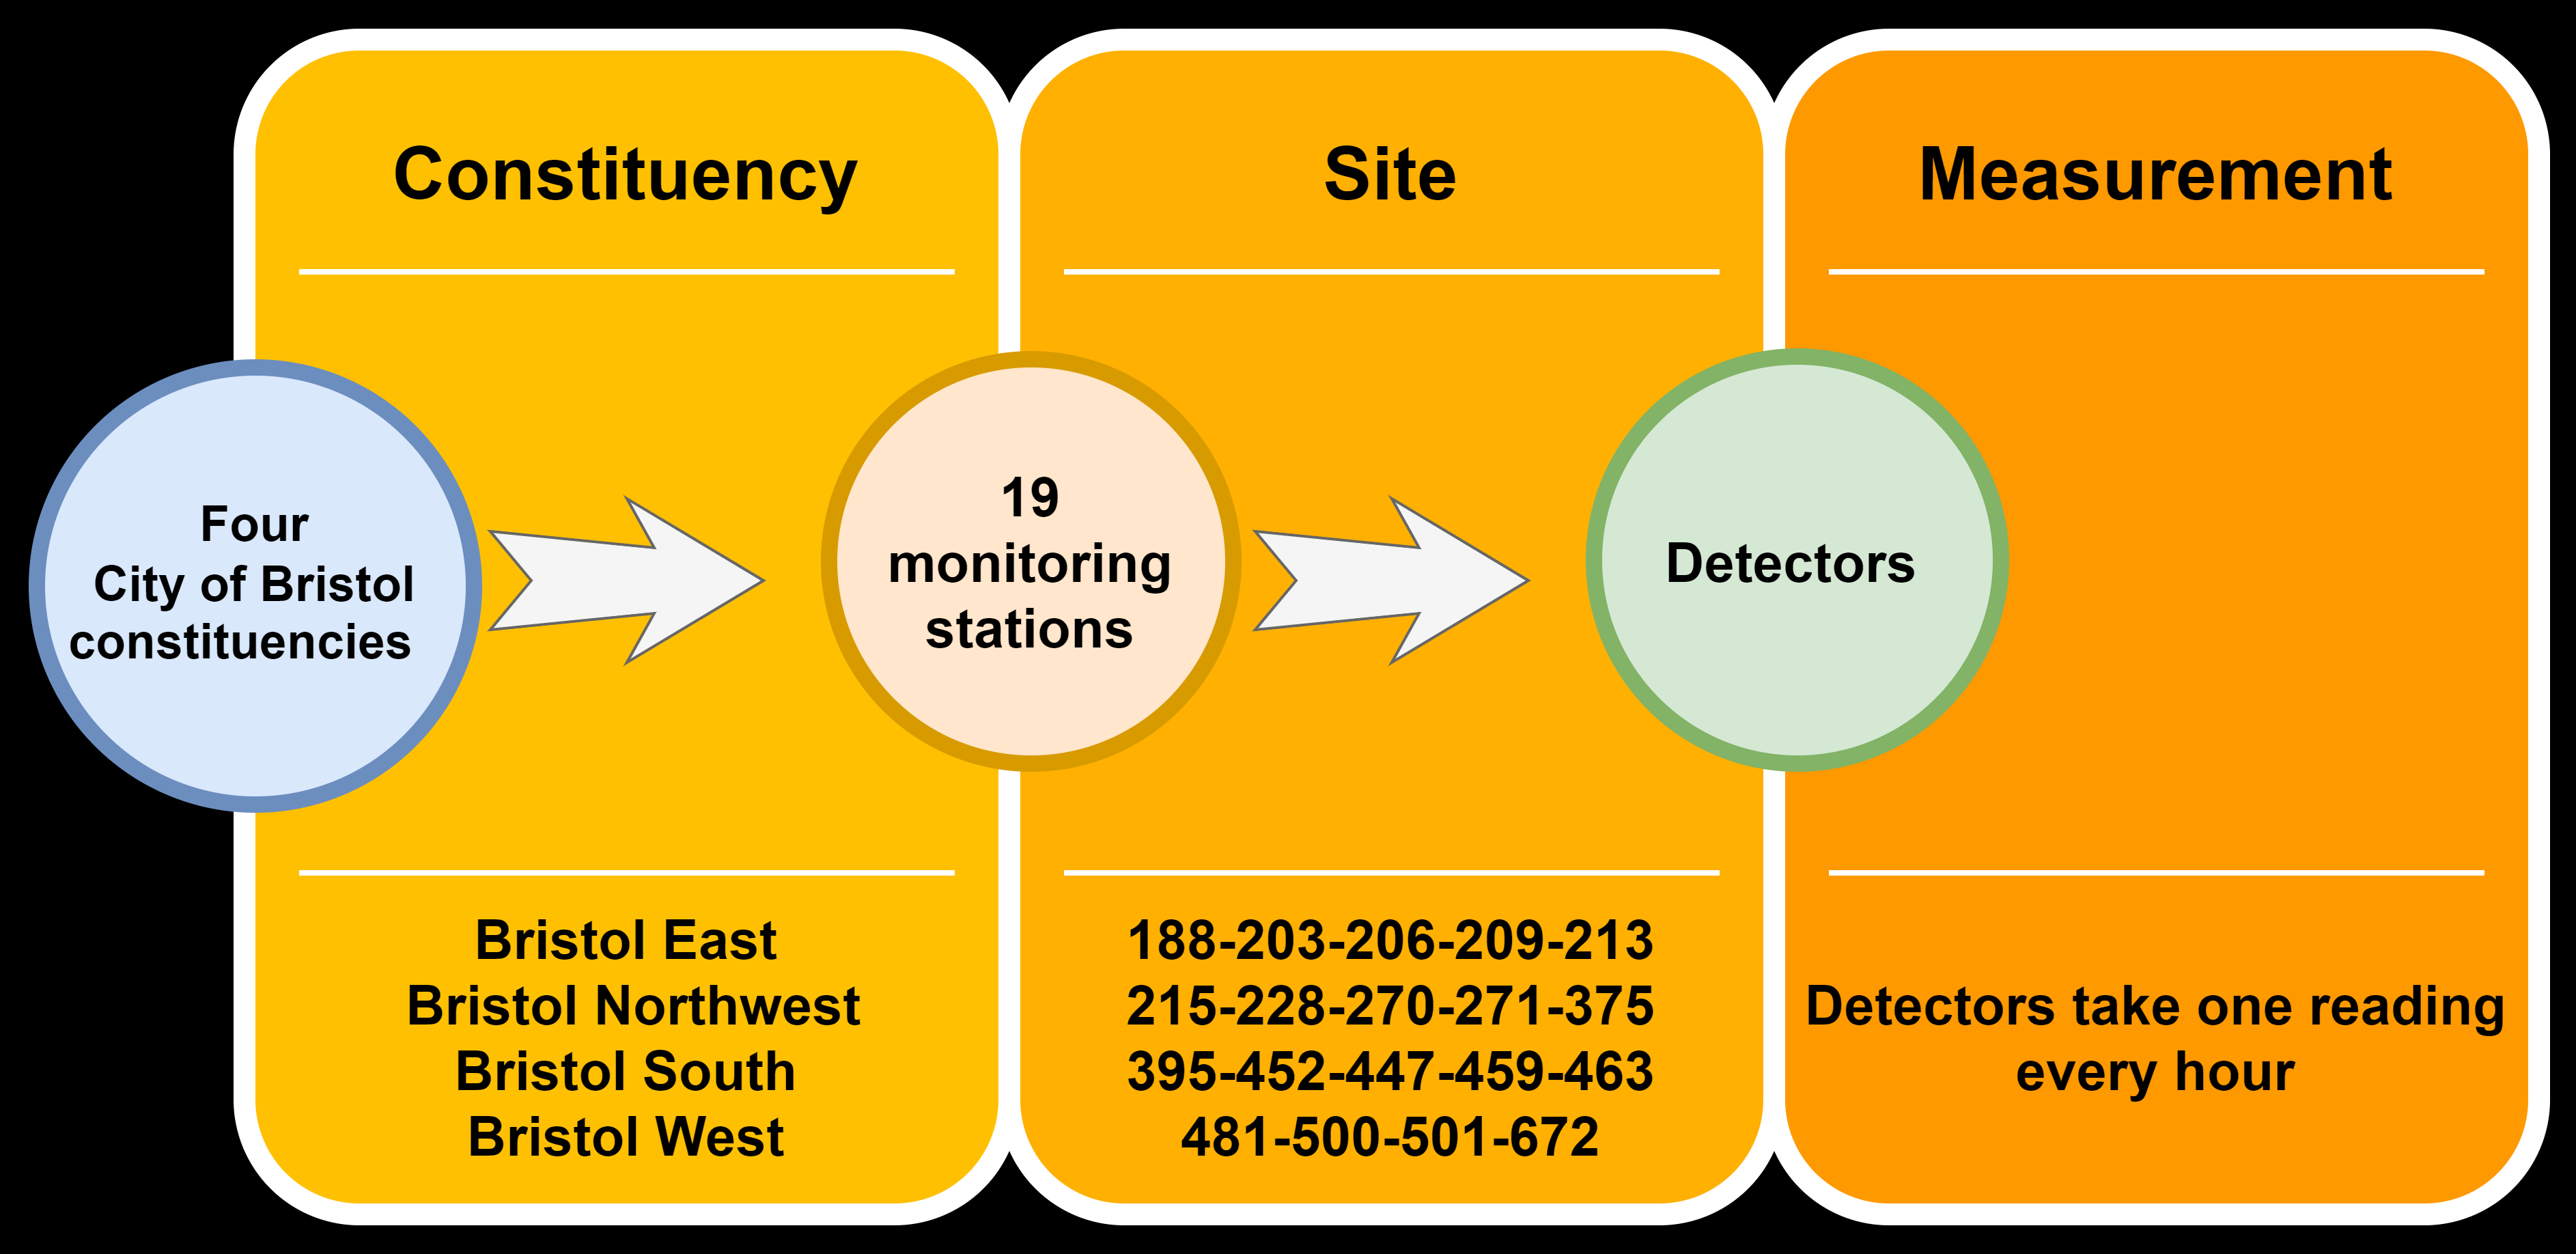 Constituency
Site
Measurement
Four
City of Bristol
constituencies
19
monitoring
stations
Detectors
Bristol East
Bristol Northwest
Bristol South
Bristol West
188-203-206-209-213
215-228-270-271-375
395-452-447-459-463
481-500-501-672
Detectors take one reading
every hour